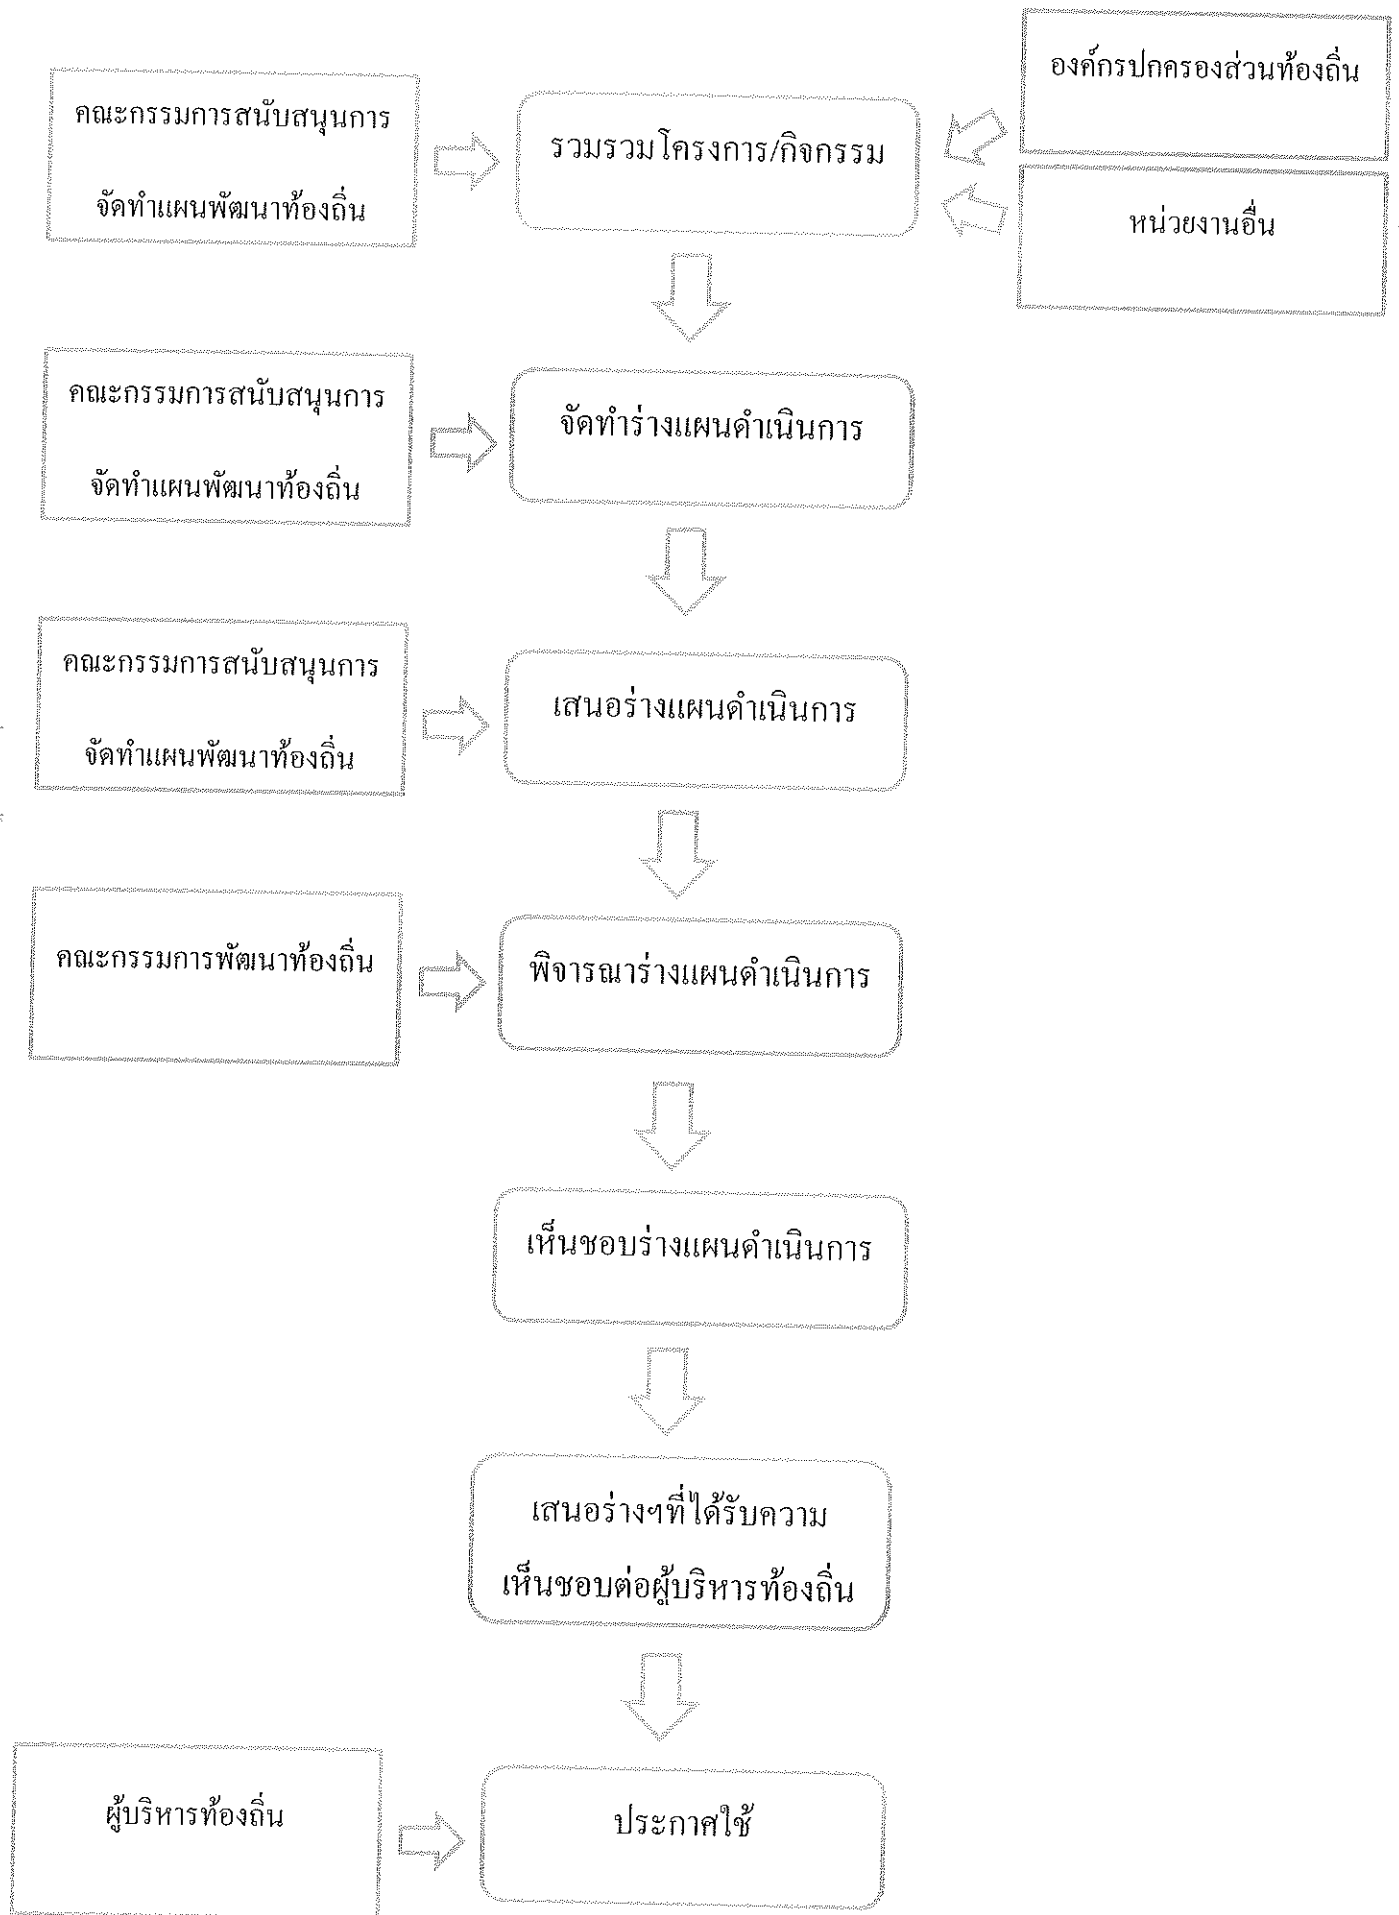 องค์กรปกครองส่วนท้องถิ่น
คณะกรรมการสนับสนุนการ
จัดทำแผนพัฒนาท้องถิ่น
รวมรวมโครงการ/กิจกรรม
หน่วยงานอื่น
คณะกรรมการสนับสนุนการ
จัดทำแผนพัฒนาท้องถิ่น
จัดทำร่างแผนดำเนินการ
คณะกรรมการสนับสนุนการ
จัดทำแผนพัฒนาท้องถิ่น
เสนอร่างแผนดำเนินการ
คณะกรรมการพัฒนาท้องถิ่น
พิจารณาร่างแผนดำเนินการ
เห็นชอบร่างแผนดำเนินการ
เสนอร่างฯที่ได้รับความ
เห็นชอบต่อผู้บริหารท้องถิ่น
ผู้บริหารท้องถิ่น
ประกาศใช้